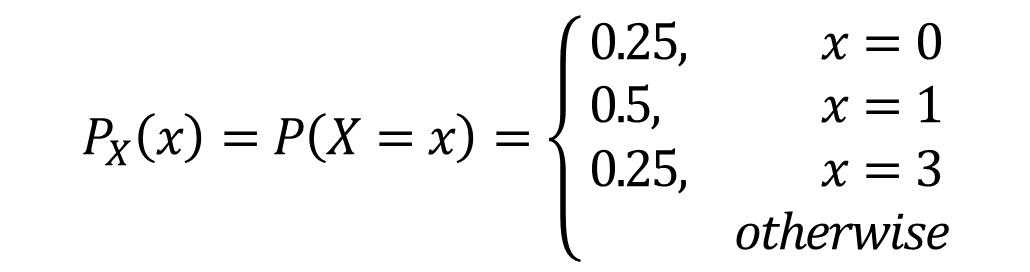 0.25, x = 0
0.5, x = 1
P_X(x) = P(X = x) = {
0.25, x = 3
otherwise